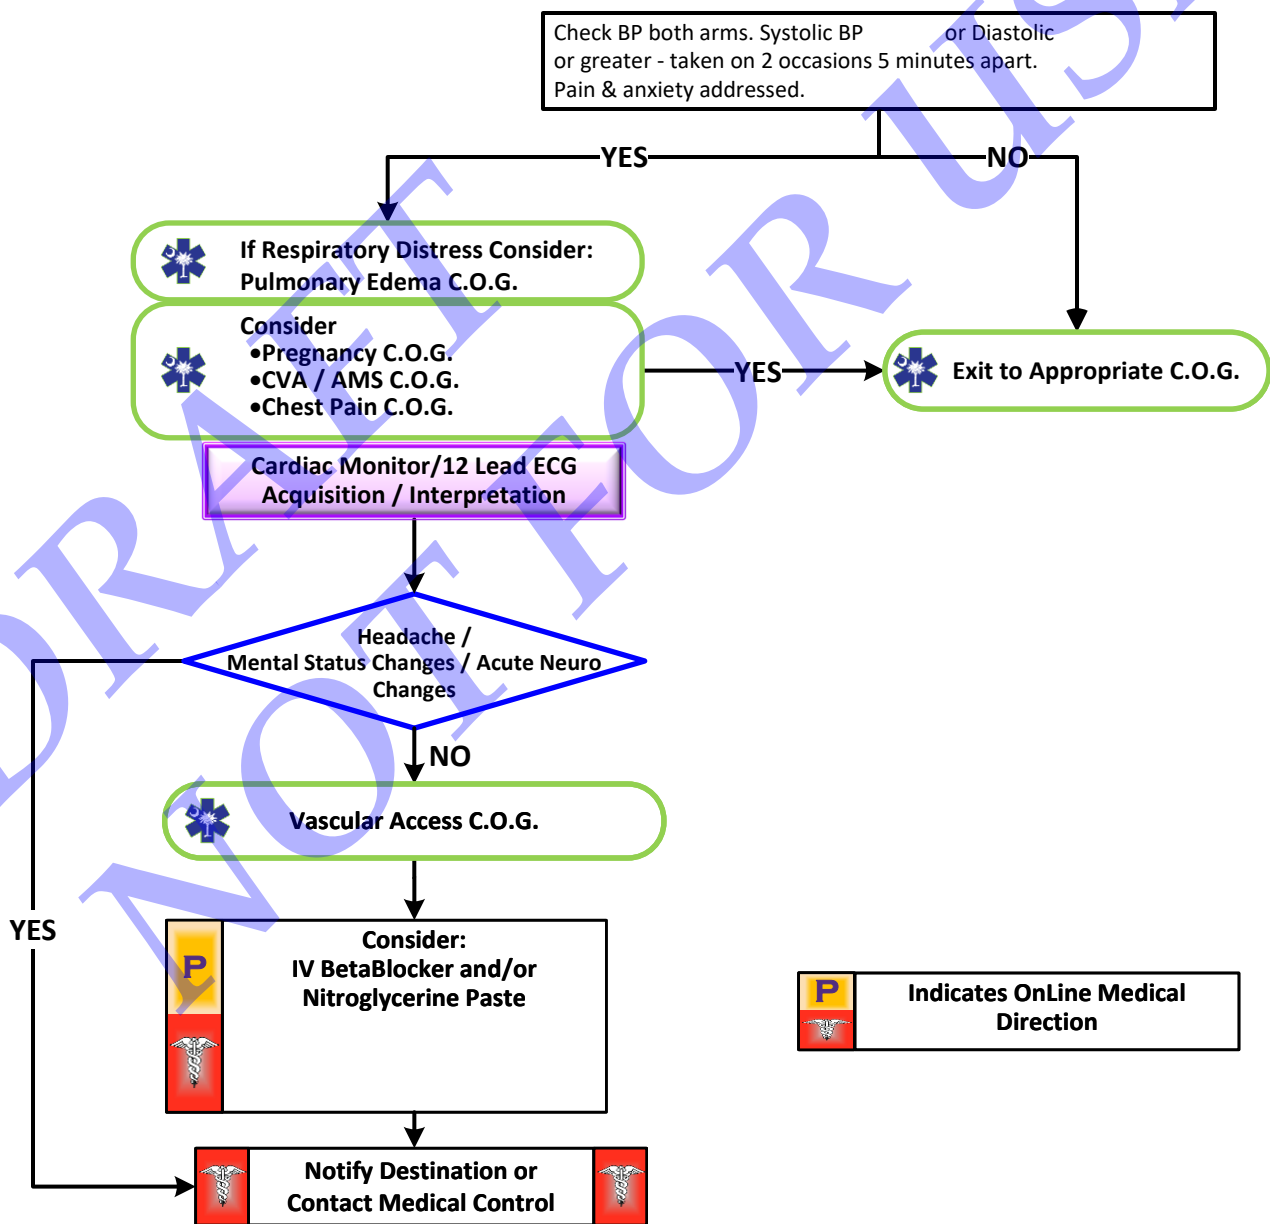 Check BP both arms. Systolic BP or Diastolic
or greater - taken on 2 occasions 5 minutes apart.
Pain & anxiety addressed.
YES
NO
If Respiratory Distress Consider:
Pulmonary Edema C.O.G.
Consider
•Pregnancy C.O.G.
•CVA / AMS C.O.G.
•Chest Pain C.O.G.
YES
Exit to Appropriate C.O.G.
Cardiac Monitor/12 Lead ECG
Acquisition / Interpretation
Headache /
Mental Status Changes / Acute Neuro
Changes
NO
YES
Vascular Access C.O.G.
P
Consider:
IV BetaBlocker and/or
Nitroglycerine Paste
P
Indicates OnLine Medical
Direction
Notify Destination or
Contact Medical Control
DRAFT
NOT FOR US